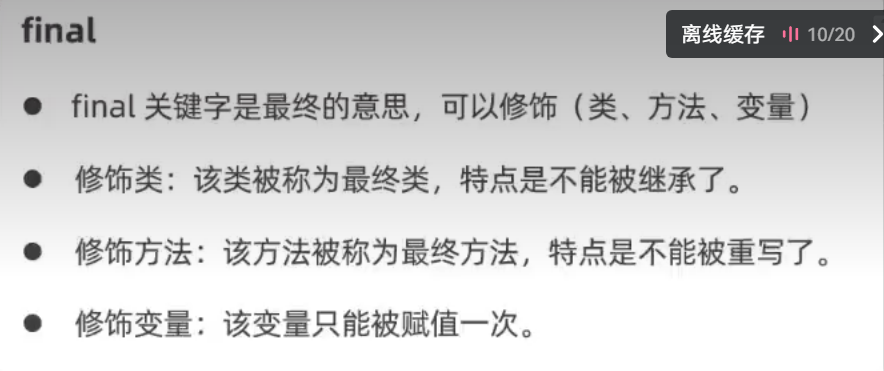 final
离线缓存 10/20
● final 关键字是最终的意思，可以修饰（类、方法、变量）
● 修饰类：该类被称为最终类，特点是不能被继承了。
● 修饰方法：该方法被称为最终方法，特点是不能被重写了。
● 修饰变量：该变量只能被赋值一次。